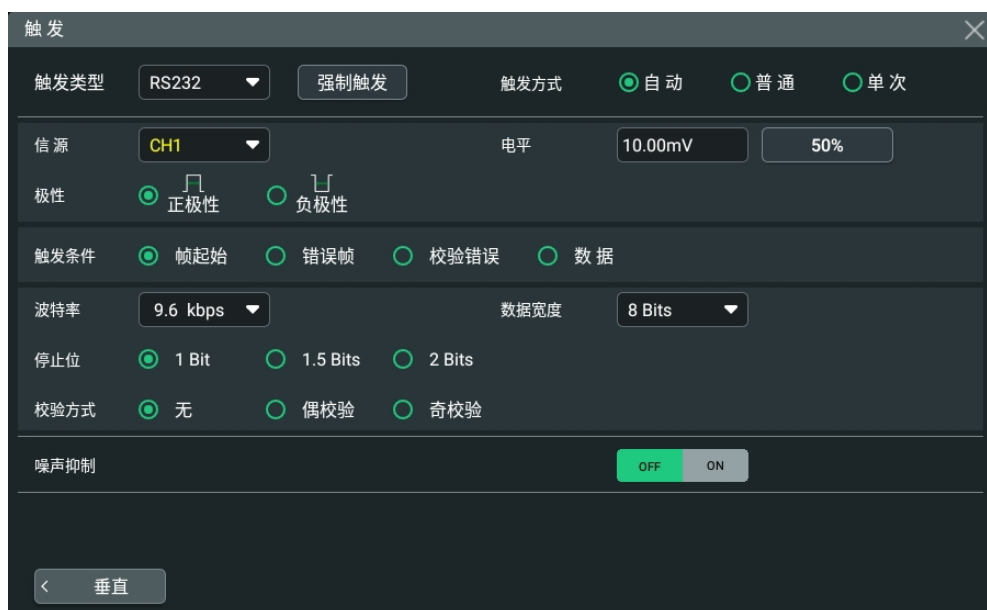 触发
触发类型 RS232 强制触发 触发方式 自动 普通 单次
信源 CH1 电平 10.00mV 50%
极性 正极性 负极性
触发条件 帧起始 错误帧 校验错误 数据
波特率 9.6 kbps 数据宽度 8 Bits
停止位 1 Bit 1.5 Bits 2 Bits
校验方式 无 偶校验 奇校验
噪声抑制 OFF ON
垂直